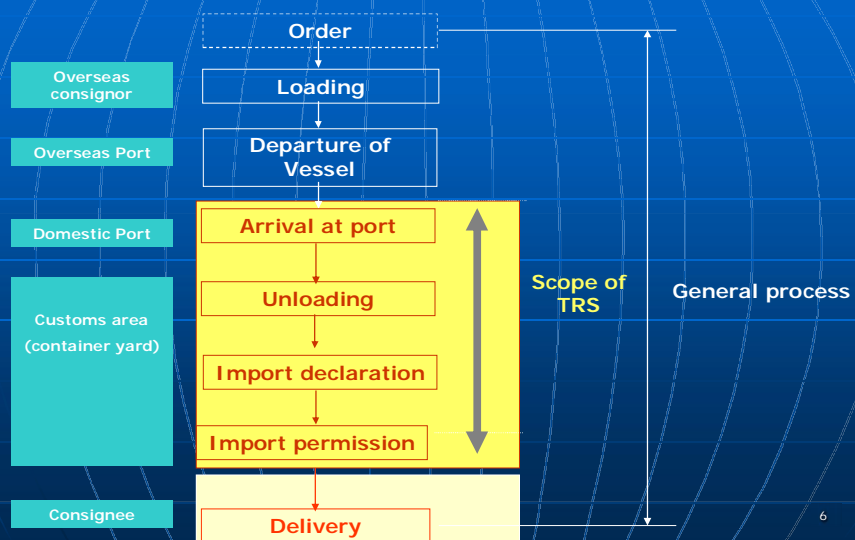 Order
Overseas
consignor
Loading
Overseas Port
Departure of
Vessel
Domestic Port
Arrival at port
Customs area
(container yard)
Unloading
Scope of
TRS
General process
Import declaration
Import permission
Consignee
Delivery
6